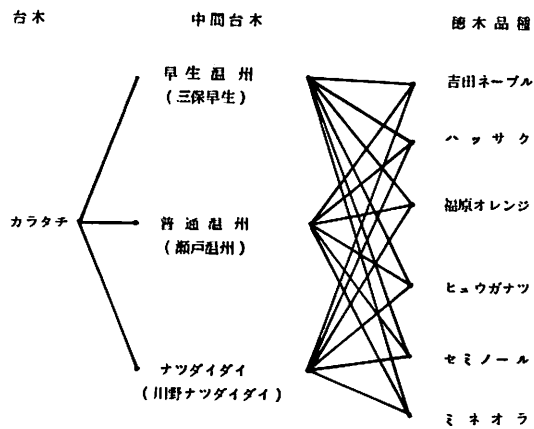 台木 中間台木 穂木品種
早生温州
(三保早生)
吉田ネーブル
ハッサク
福原オレンジ
カラタチ
普通温州
(瀬戸温州)
ヒュウガナツ
セミノール
ナツダイダイ
(川野ナツダイダイ)
ミネオラ